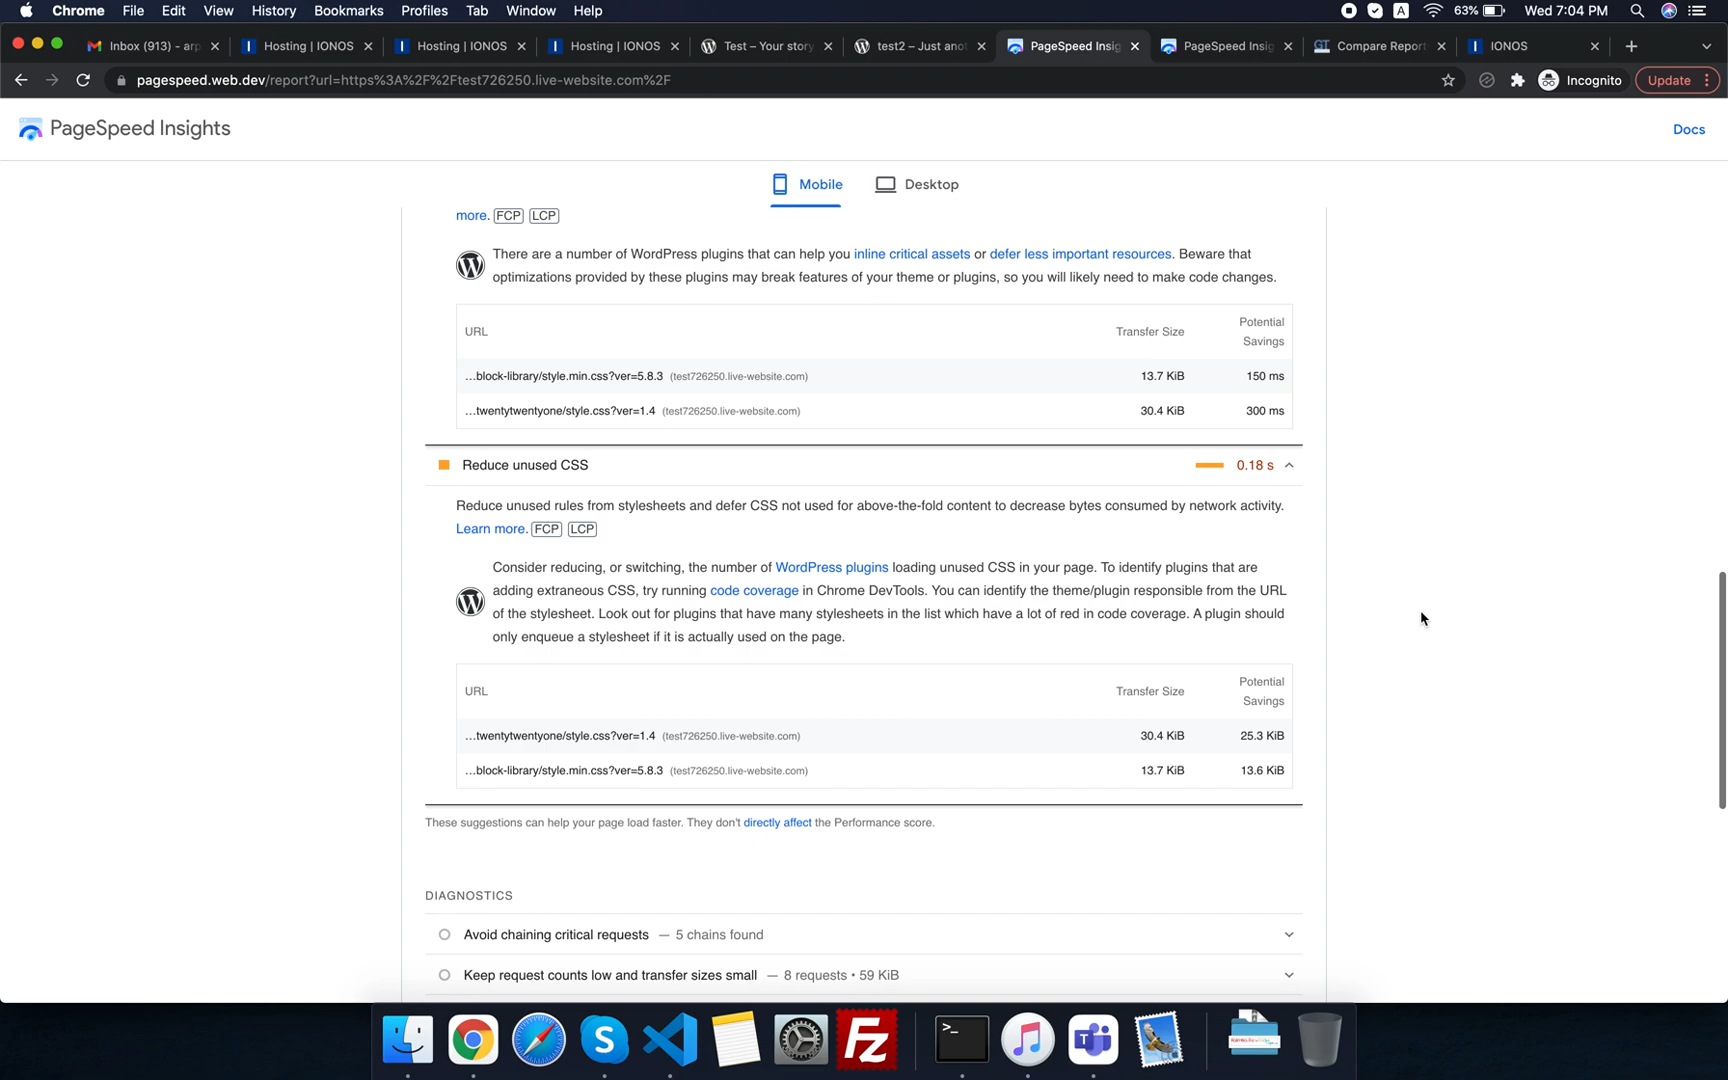 Chrome File Edit View History Bookmarks Profiles Tab Window Help
A 63% Wed 7:04 PM
Inbox (913) - arp
Hosting | IONOS
Hosting | IONOS
Hosting | IONOS
Test – Your story
test2 – Just anot
PageSpeed Insig
PageSpeed Insig
Compare Report
IONOS
pagespeed.web.dev/report?url=https%3A%2F%2Ftest726250.live-website.com%2F
Incognito
Update
PageSpeed Insights
Docs
Mobile
Desktop
more. FCP LCP
There are a number of WordPress plugins that can help you inline critical assets or defer less important resources. Beware that
optimizations provided by these plugins may break features of your theme or plugins, so you will likely need to make code changes.
URL Transfer Size Potential
Savings
...block-library/style.min.css?ver=5.8.3 (test726250.live-website.com) 13.7 KiB 150 ms
...twentytwentyone/style.css?ver=1.4 (test726250.live-website.com) 30.4 KiB 300 ms
Reduce unused CSS 0.18 s
Reduce unused rules from stylesheets and defer CSS not used for above-the-fold content to decrease bytes consumed by network activity.
Learn more. FCP LCP
Consider reducing, or switching, the number of WordPress plugins loading unused CSS in your page. To identify plugins that are
adding extraneous CSS, try running code coverage in Chrome DevTools. You can identify the theme/plugin responsible from the URL
of the stylesheet. Look out for plugins that have many stylesheets in the list which have a lot of red in code coverage. A plugin should
only enqueue a stylesheet if it is actually used on the page.
URL Transfer Size Potential
Savings
...twentytwentyone/style.css?ver=1.4 (test726250.live-website.com) 30.4 KiB 25.3 KiB
...block-library/style.min.css?ver=5.8.3 (test726250.live-website.com) 13.7 KiB 13.6 KiB
These suggestions can help your page load faster. They don't directly affect the Performance score.
DIAGNOSTICS
Avoid chaining critical requests — 5 chains found
Keep request counts low and transfer sizes small — 8 requests • 59 KiB